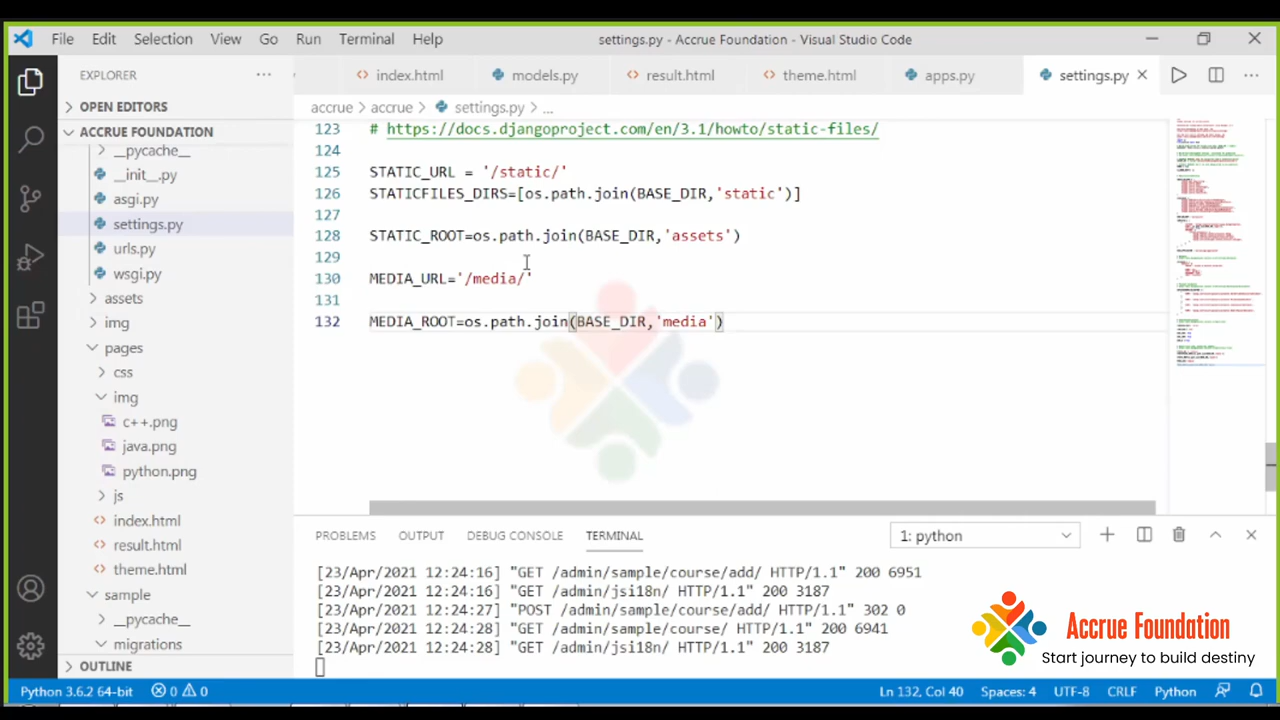 File Edit Selection View Go Run Terminal Help settings.py - Accrue Foundation - Visual Studio Code
EXPLORER
index.html models.py result.html theme.html apps.py settings.py
OPEN EDITORS
accrue > accrue > settings.py > ...
ACCRUE FOUNDATION
__pycache__
__init__.py
asgi.py
settings.py
urls.py
wsgi.py
assets
img
pages
css
img
c++.png
java.png
python.png
js
index.html
result.html
theme.html
sample
__pycache__
migrations
OUTLINE
123 # https://docs.djangoproject.com/en/3.1/howto/static-files/
124
125 STATIC_URL = '/static/'
126 STATICFILES_DIRS=[os.path.join(BASE_DIR,'static')]
127
128 STATIC_ROOT=os.path.join(BASE_DIR,'assets')
129
130 MEDIA_URL='/media/'
131
132 MEDIA_ROOT=os.path.join(BASE_DIR,'media')
PROBLEMS OUTPUT DEBUG CONSOLE TERMINAL 1: python
[23/Apr/2021 12:24:16] "GET /admin/sample/course/add/ HTTP/1.1" 200 6951
[23/Apr/2021 12:24:16] "GET /admin/jsi18n/ HTTP/1.1" 200 3187
[23/Apr/2021 12:24:27] "POST /admin/sample/course/add/ HTTP/1.1" 302 0
[23/Apr/2021 12:24:28] "GET /admin/sample/course/ HTTP/1.1" 200 6941
[23/Apr/2021 12:24:28] "GET /admin/jsi18n/ HTTP/1.1" 200 3187
Accrue Foundation
Start journey to build destiny
Python 3.6.2 64-bit 0 0 Ln 132, Col 40 Spaces: 4 UTF-8 CRLF Python